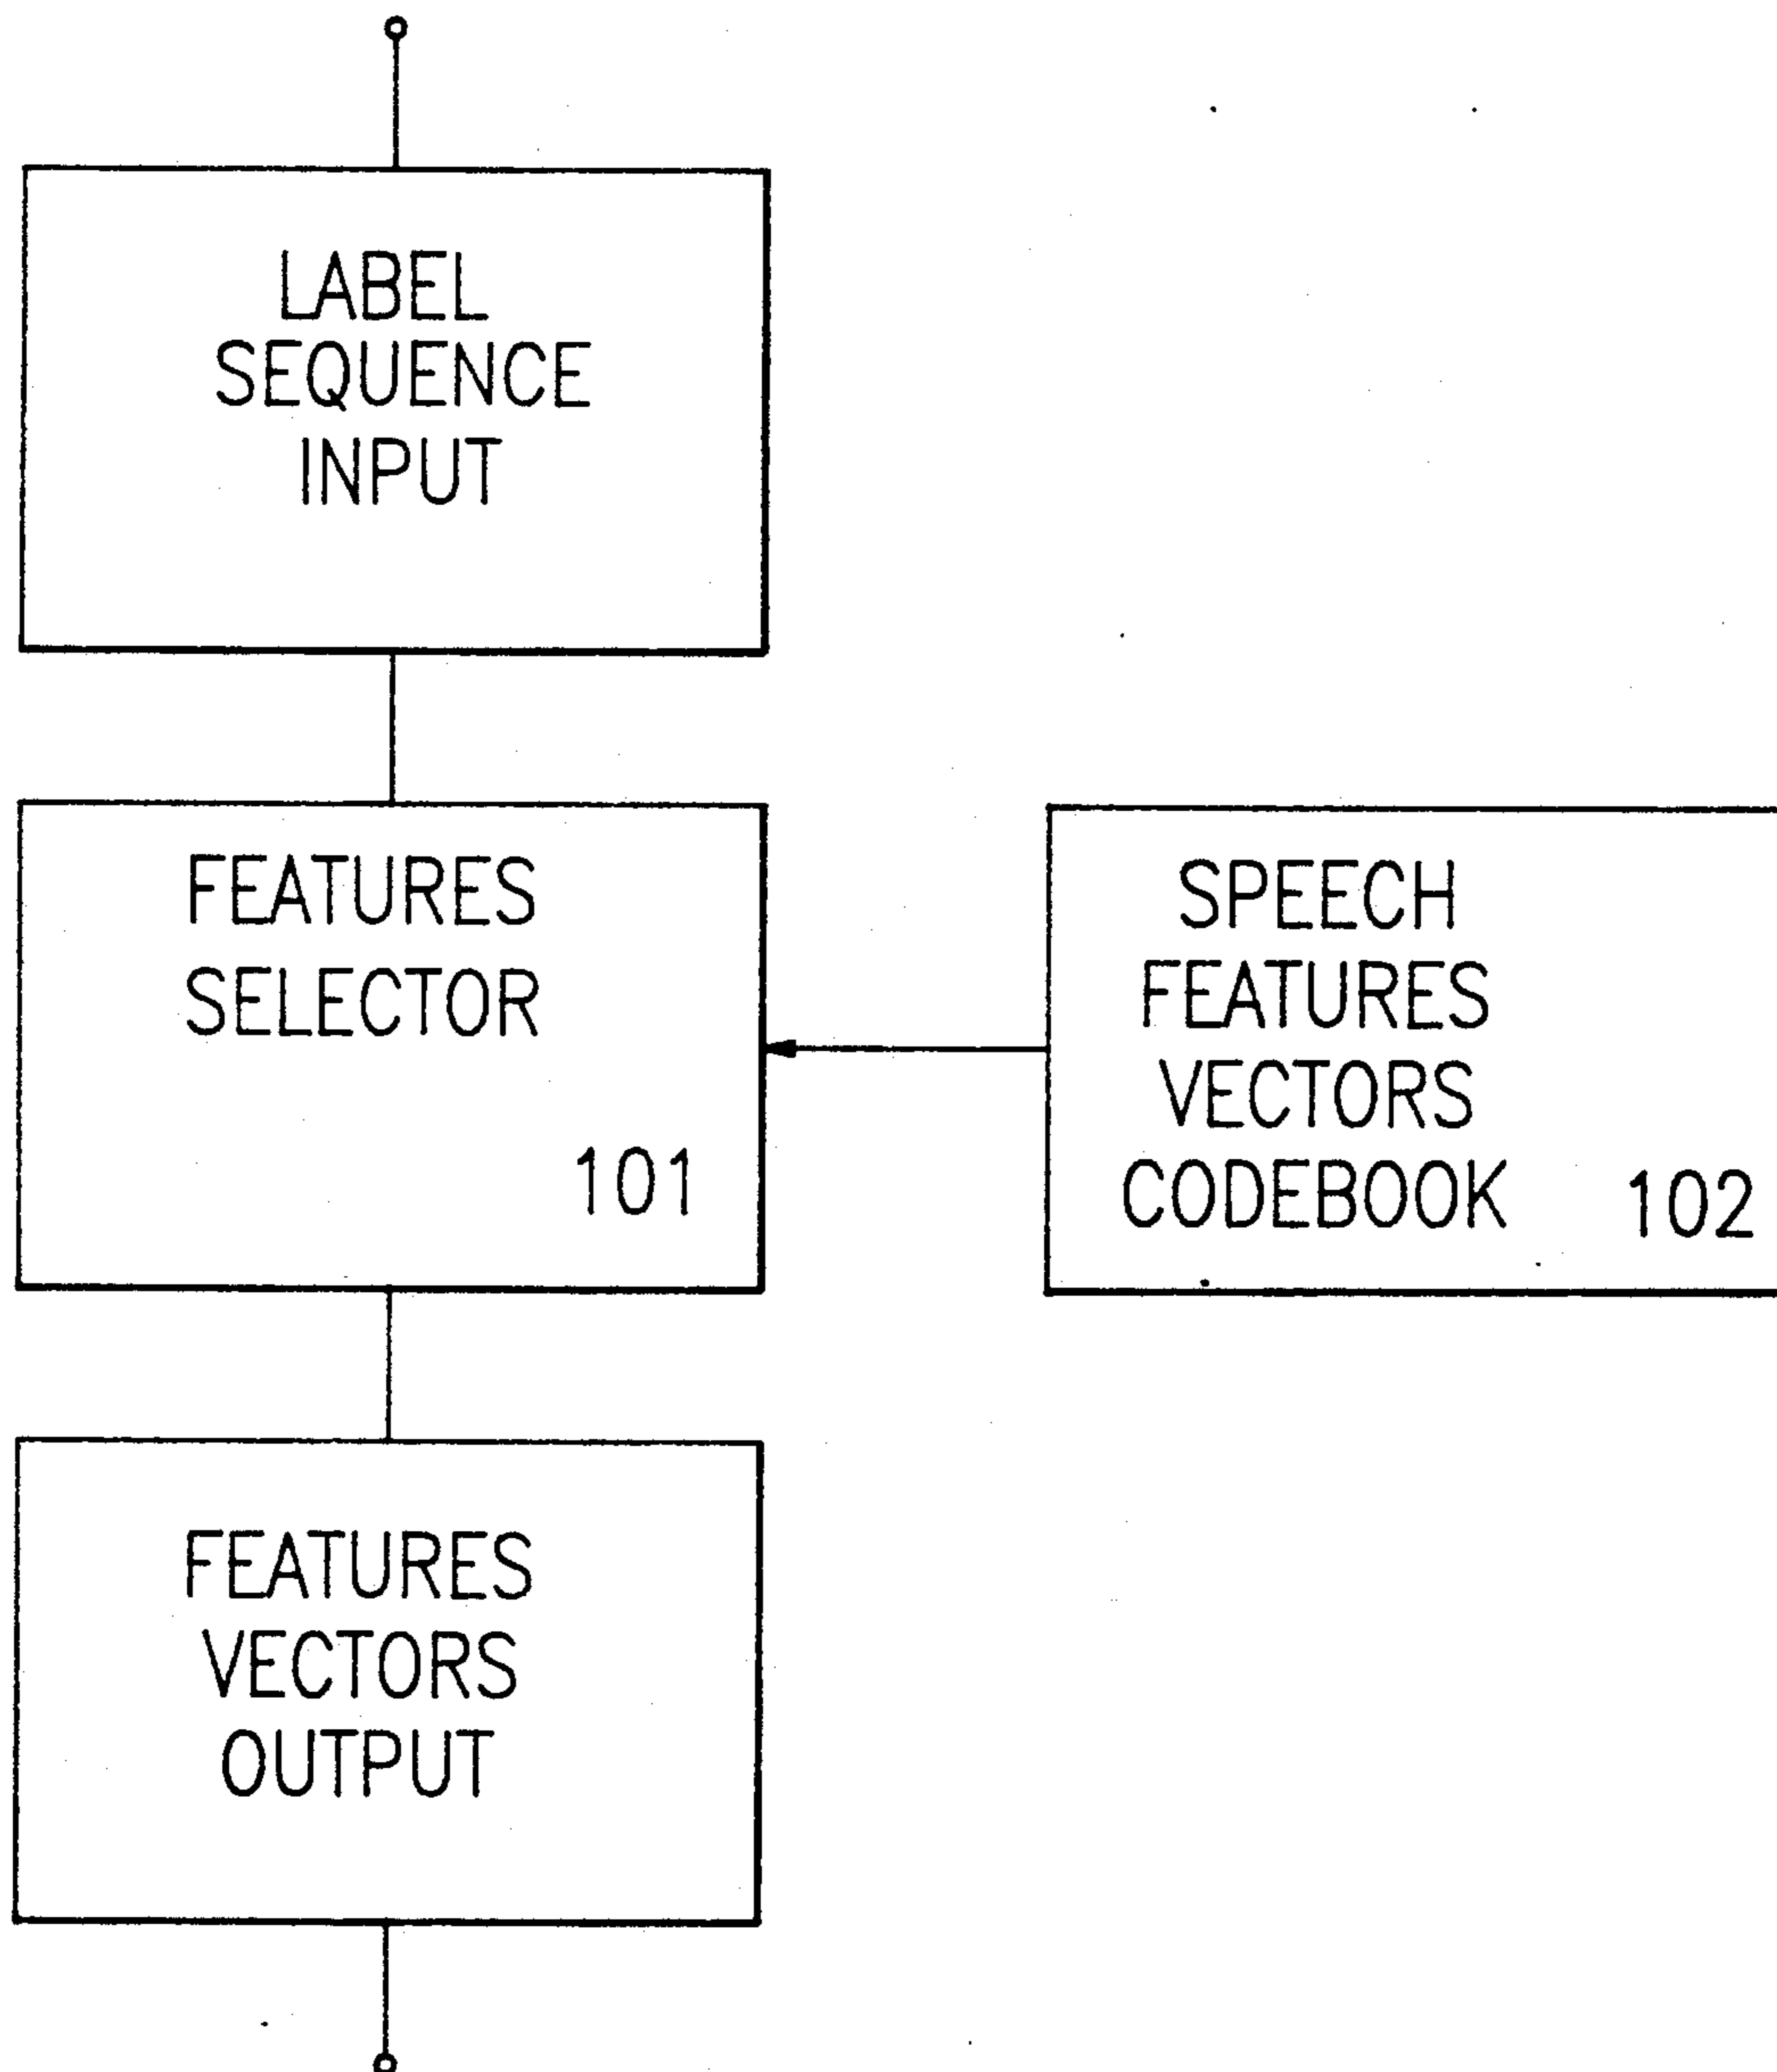 LABEL
SEQUENCE
INPUT
FEATURES
SELECTOR
101
SPEECH
FEATURES
VECTORS
CODEBOOK 102
FEATURES
VECTORS
OUTPUT